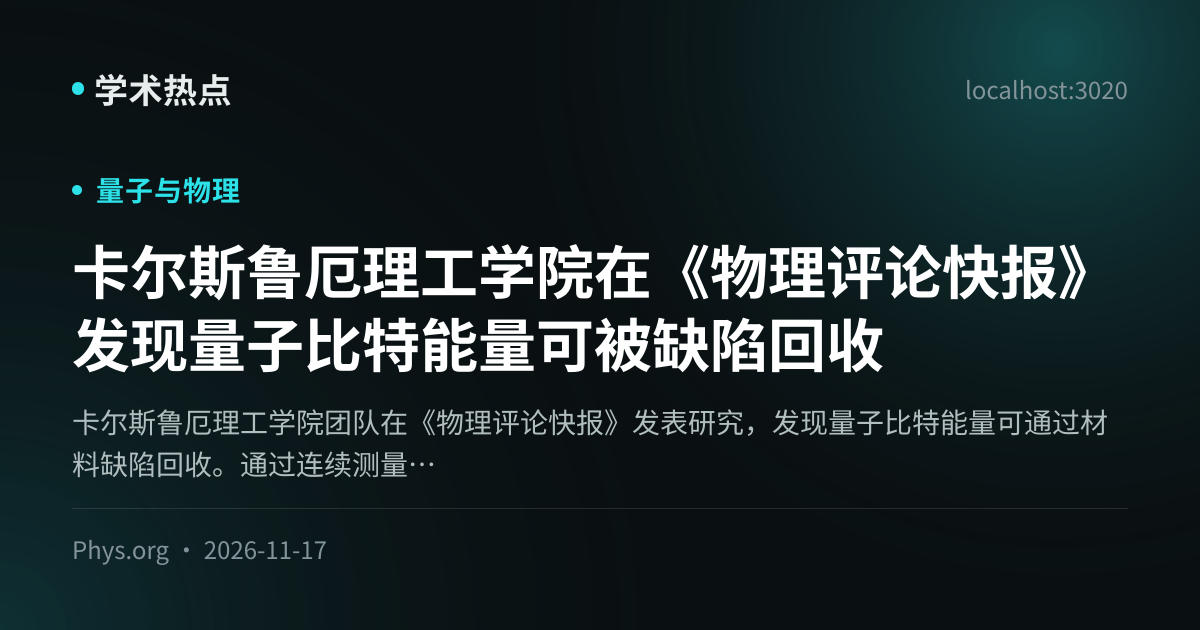 学术热点
localhost:3020
量子与物理
卡尔斯鲁厄理工学院在《物理评论快报》
发现量子比特能量可被缺陷回收
卡尔斯鲁厄理工学院团队在《物理评论快报》发表研究，发现量子比特能量可通过材
料缺陷回收。通过连续测量…
Phys.org · 2026-11-17